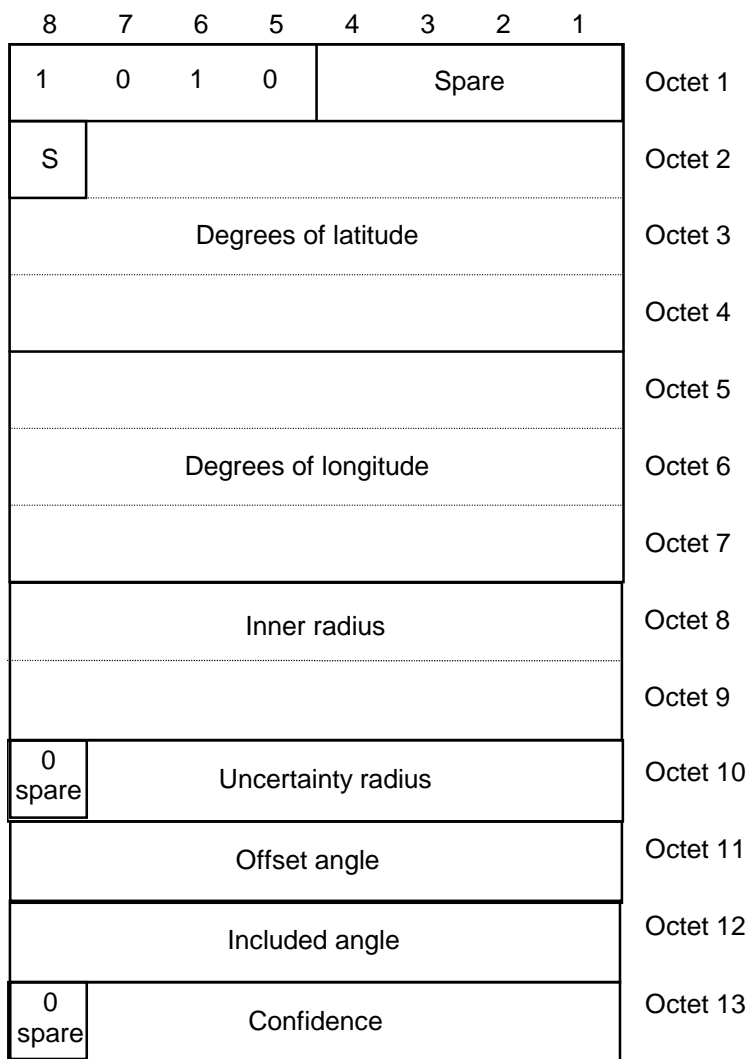 8 7 6 5 4 3 2 1
1 0 1 0 Spare Octet 1
S Octet 2
Degrees of latitude Octet 3
Octet 4
Octet 5
Degrees of longitude Octet 6
Octet 7
Inner radius Octet 8
Octet 9
0
spare Uncertainty radius Octet 10
Offset angle Octet 11
Included angle Octet 12
0
spare Confidence Octet 13